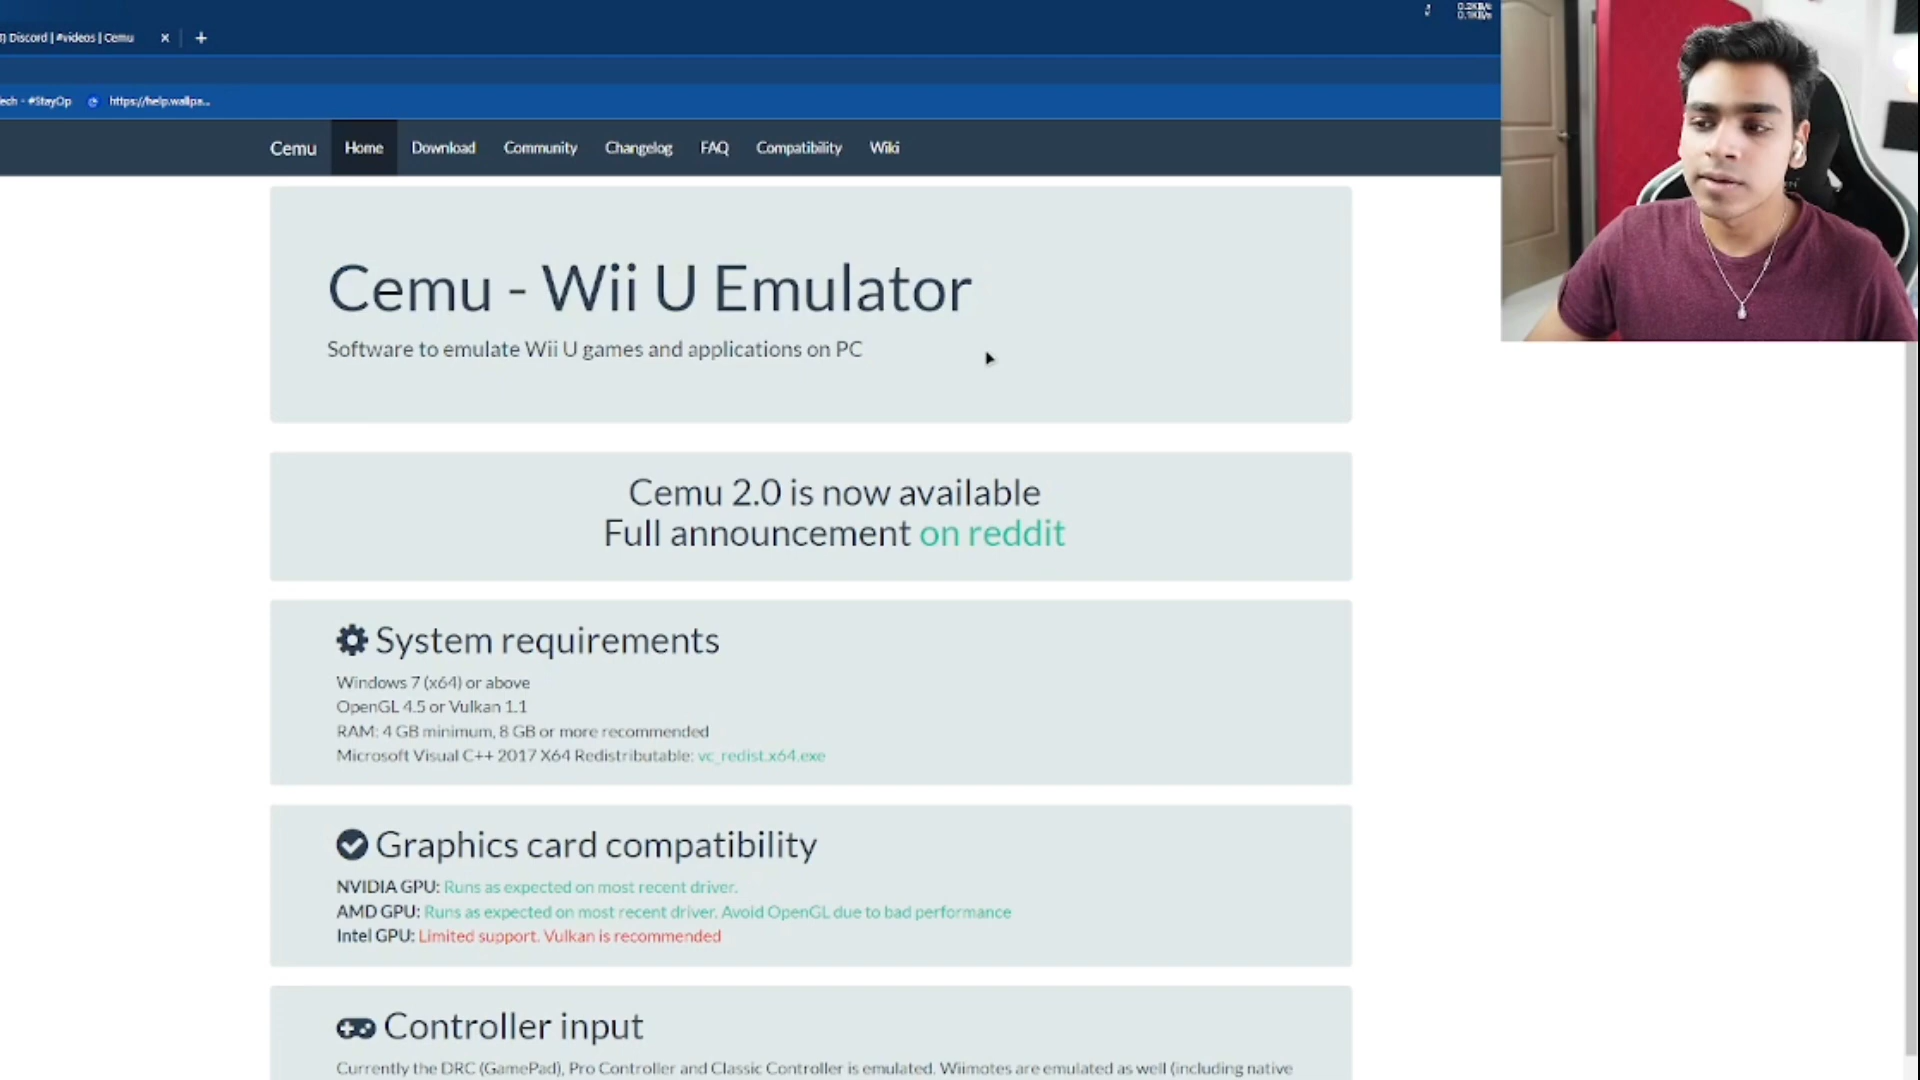 0.2KB/s
0.1KB/s
Discord | #videos | Cemu
ech - #StayOp https://help.wallpa...
Cemu Home Download Community Changelog FAQ Compatibility Wiki
Cemu - Wii U Emulator
Software to emulate Wii U games and applications on PC
Cemu 2.0 is now available
Full announcement on reddit
System requirements
Windows 7 (x64) or above
OpenGL 4.5 or Vulkan 1.1
RAM: 4 GB minimum, 8 GB or more recommended
Microsoft Visual C++ 2017 X64 Redistributable: vc_redist.x64.exe
Graphics card compatibility
NVIDIA GPU: Runs as expected on most recent driver.
AMD GPU: Runs as expected on most recent driver. Avoid OpenGL due to bad performance
Intel GPU: Limited support. Vulkan is recommended
Controller input
Currently the DRC (GamePad), Pro Controller and Classic Controller is emulated. Wiimotes are emulated as well (including native